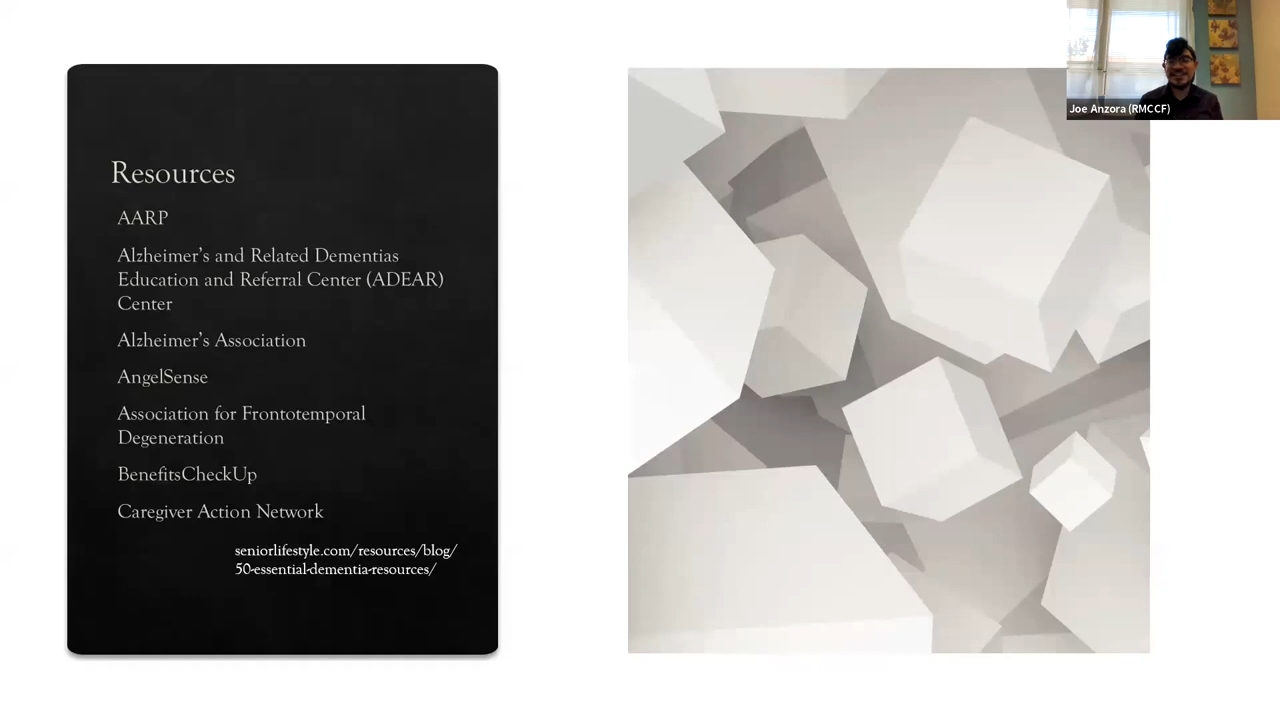 Joe Anzora (RMCCF)
Resources
AARP
Alzheimer’s and Related Dementias
Education and Referral Center (ADEAR)
Center
Alzheimer’s Association
AngelSense
Association for Frontotemporal
Degeneration
BenefitsCheckUp
Caregiver Action Network
seniorlifestyle.com/resources/blog/
50-essential-dementia-resources/